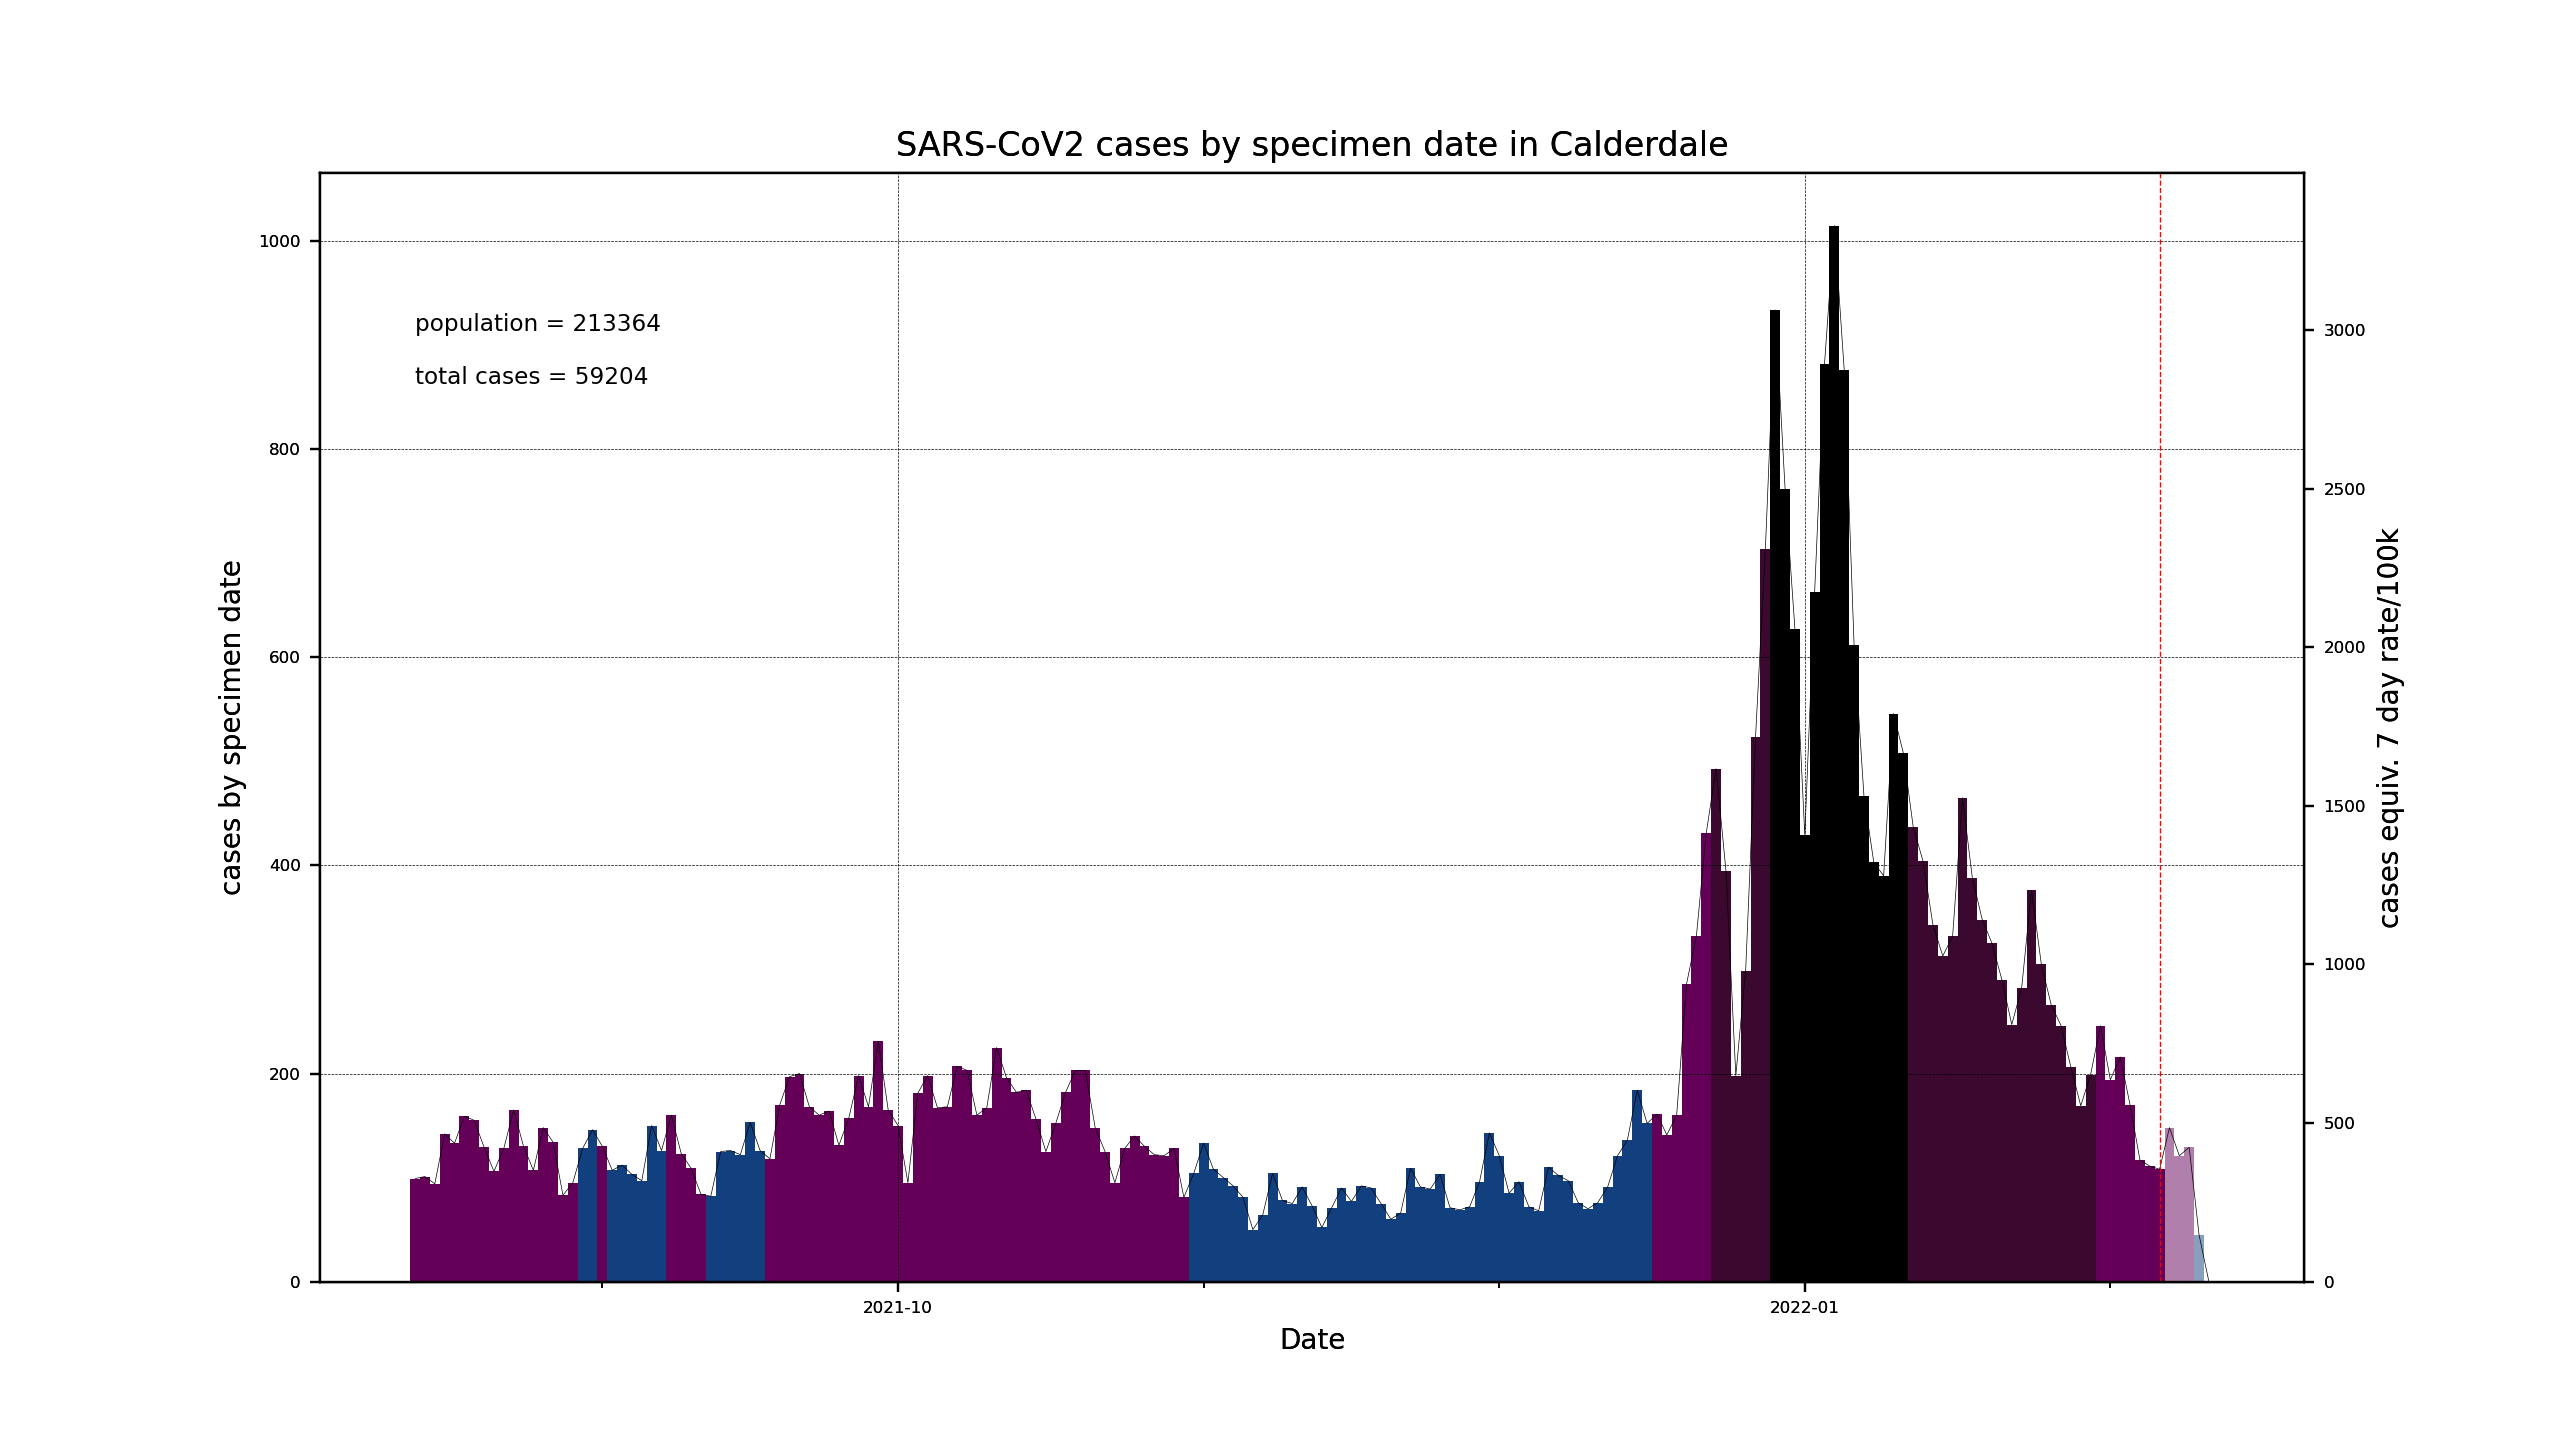 SARS-CoV2 cases by specimen date in Calderdale
population = 213364
total cases = 59204
cases by specimen date
1000
800
600
400
200
0
3000
2500
2000
1500
1000
500
0
cases equiv. 7 day rate/100k
2021-10
2022-01
Date